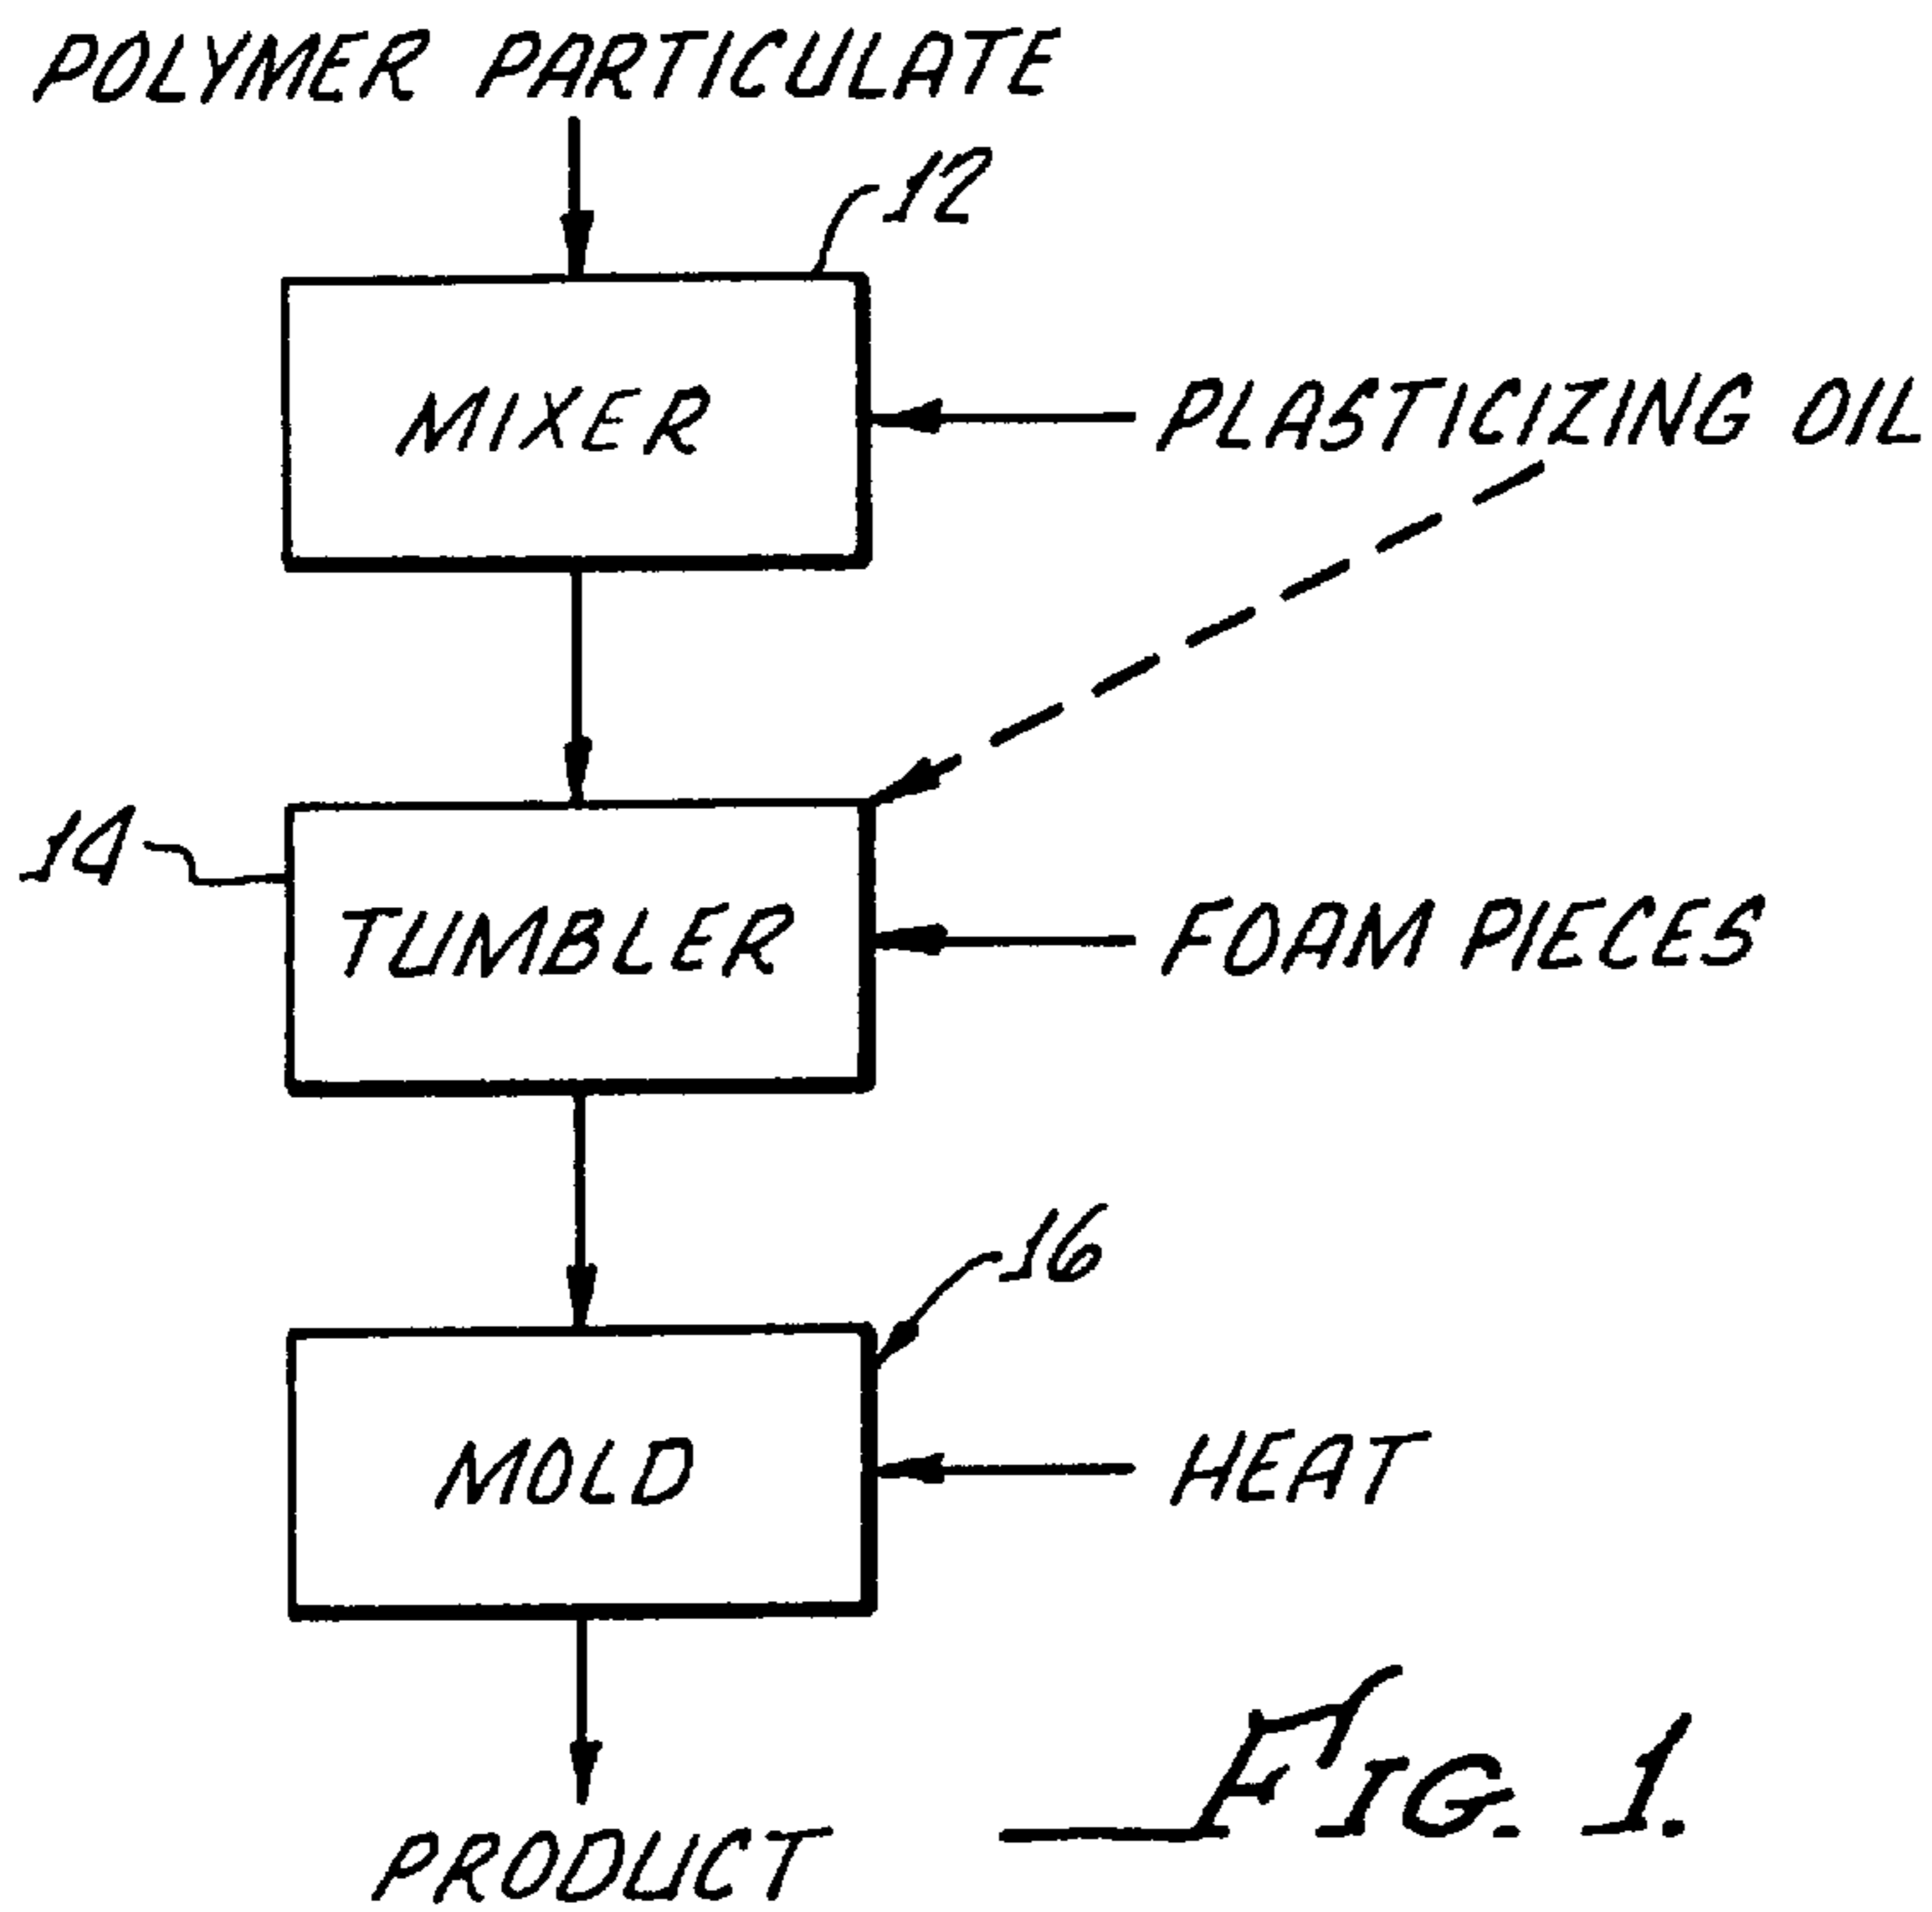 POLYMER PARTICULATE
12
MIXER
PLASTICIZING OIL
14
TUMBLER
FOAM PIECES
16
MOLD
HEAT
PRODUCT
FIG. 1.